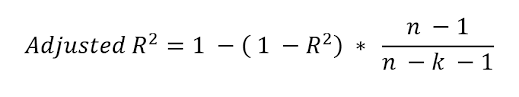 Adjusted R² = 1 − ( 1 − R²) * (n − 1)/(n − k − 1)